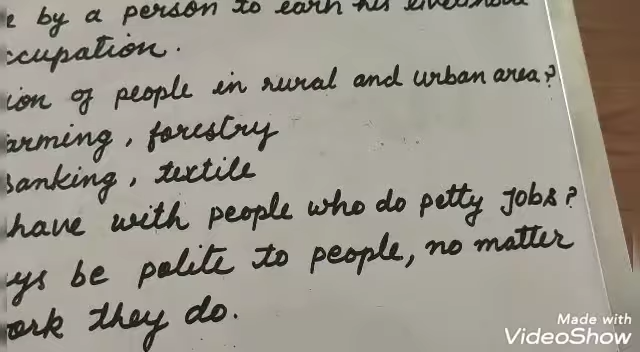 e by a person to earn his livelihood
ccupation.
ion of people in rural and urban area?
arming, forestry
Banking, textile
have with people who do petty jobs?
ys be polite to people, no matter
ork they do.
Made with
VideoShow